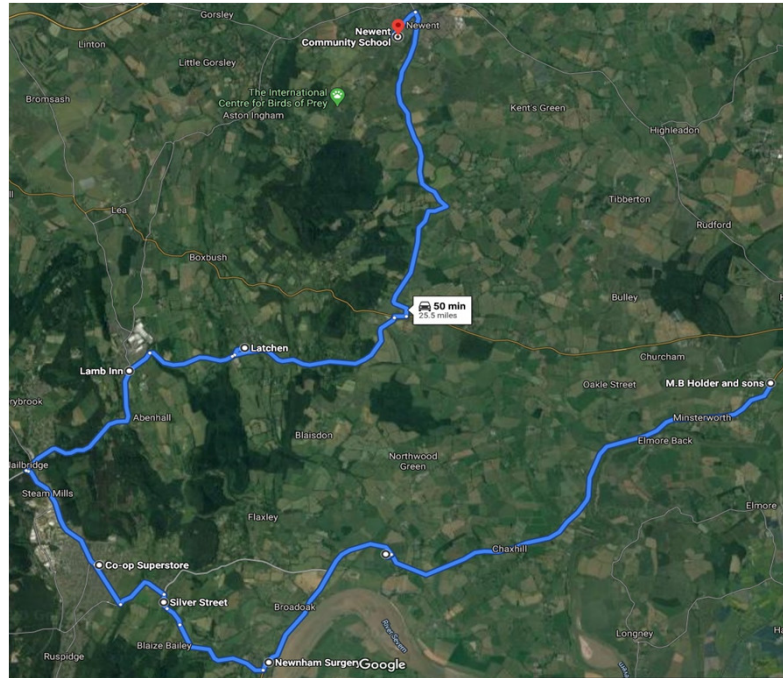 Gorsley
Newent
Newent
Community School
Linton
Little Gorsley
The International
Centre for Birds of Prey
Bromsash
Aston Ingham
Kent's Green
Highleadon
Lea
Tibberton
Rudford
Boxbush
Bulley
50 min
25.5 miles
Latchen
Churcham
Lamb Inn
Oakle Street
M.B Holder and sons
rybrook
Abenhall
Minsterworth
Blaisdon
Elmore Back
Northwood
Green
ailbridge
Steam Mills
Elmore
Flaxley
Chaxhill
Co-op Superstore
Silver Street
Broadoak
River Severn
Longney
Blaize Bailey
Ruspidge
Newnham Surgery
Google